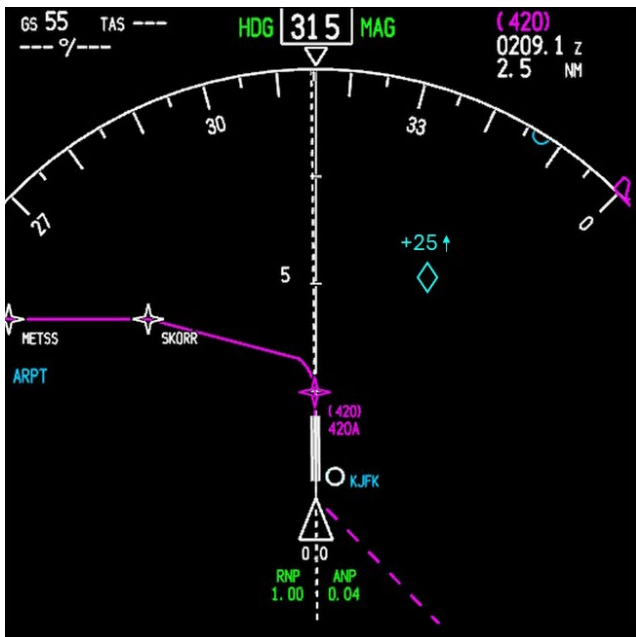 GS 55 TAS ---
---°/---
HDG 315 MAG
(420)
0209.1 Z
2.5 NM
30
33
27
0
+25↑
5
METSS
SKORR
ARPT
(420)
420A
KJFK
0 0
RNP ANP
1.00 0.04